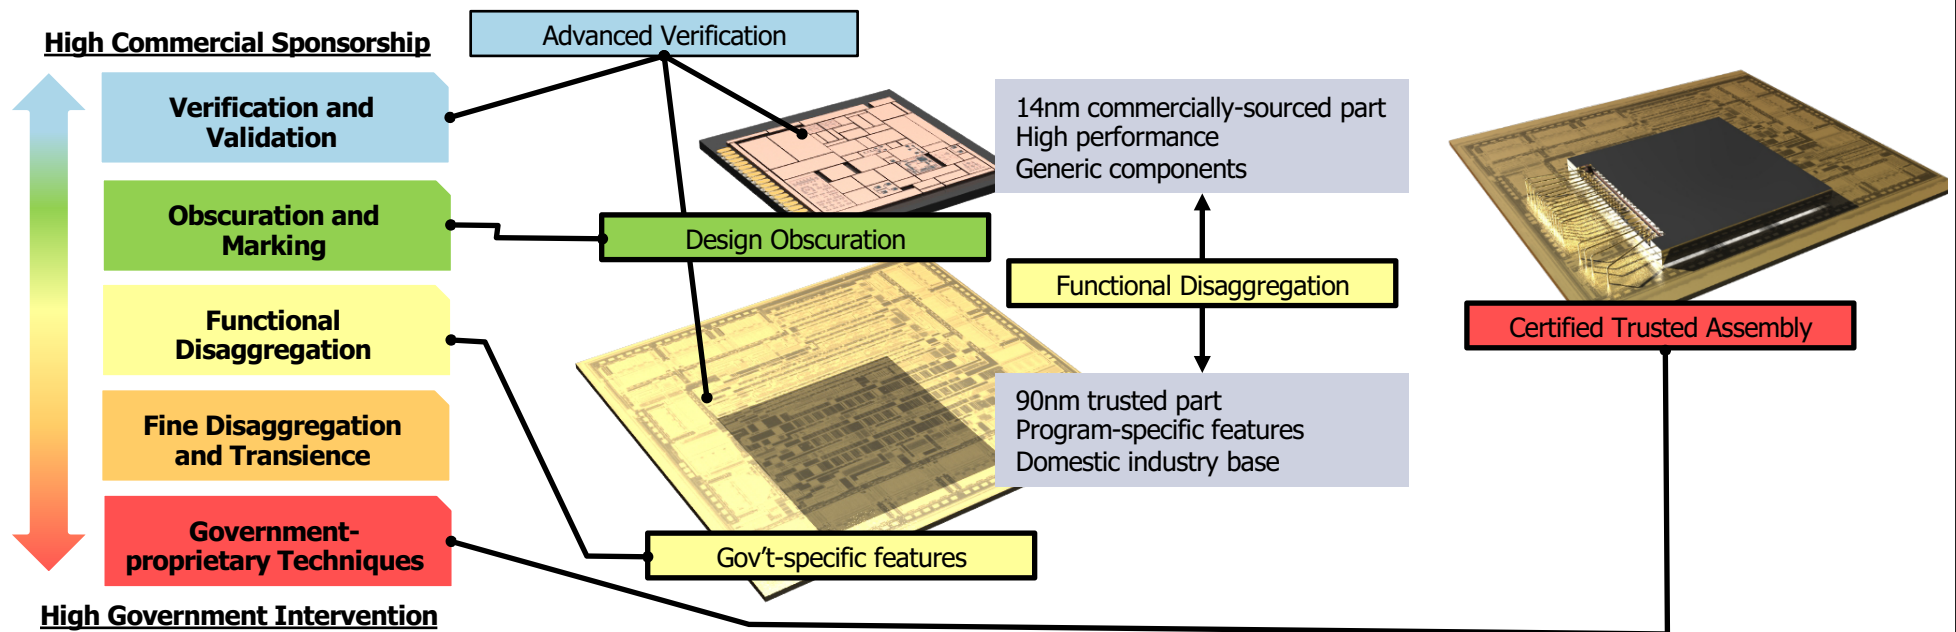 High Commercial Sponsorship
Verification and
Validation
Obscuration and
Marking
Functional
Disaggregation
Fine Disaggregation
and Transience
Government-
proprietary Techniques
High Government Intervention
Advanced Verification
Design Obscuration
Gov't-specific features
14nm commercially-sourced part
High performance
Generic components
Functional Disaggregation
90nm trusted part
Program-specific features
Domestic industry base
Certified Trusted Assembly